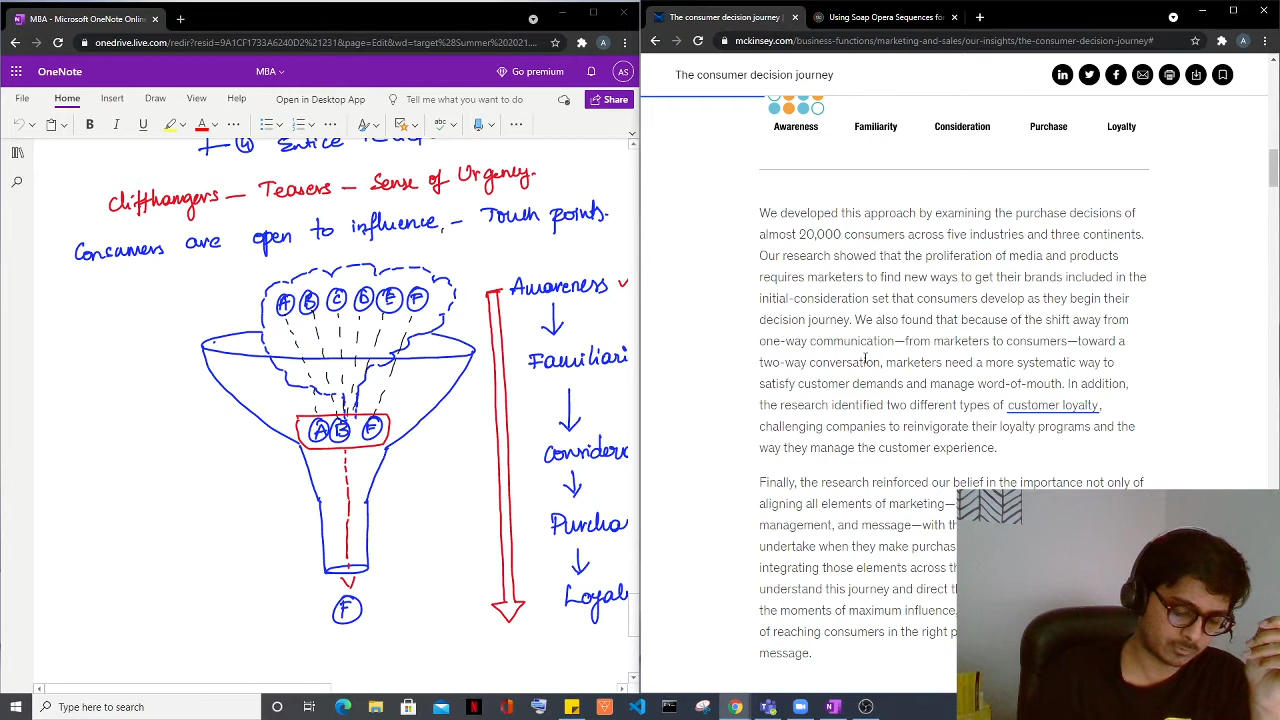 MBA — Microsoft OneNote Online
The consumer decision journey |
Using Soap Opera Sequences for
onedrive.live.com/redir?resid=9A1CF1733A6240D2%21231&page=Edit&wd=target%28Summer%202021....
mckinsey.com/business-functions/marketing-and-sales/our-insights/the-consumer-decision-journey#
A
A
OneNote
MBA
Go premium
AS
The consumer decision journey
File
Home
Insert
Draw
View
Help
Open in Desktop App
Tell me what you want to do
Share
B
I
U
A
abc
Entice
Cliffhangers — Teasers — Sense of Urgency.
Consumers are open to influence, — Touch points.
A B C D E F
Awareness
Familiari
A B F
Consider
Purcha
Loyal
F
Awareness
Familiarity
Consideration
Purchase
Loyalty
We developed this approach by examining the purchase decisions of
almost 20,000 consumers across five industries and three continents.
Our research showed that the proliferation of media and products
requires marketers to find new ways to get their brands included in the
initial-consideration set that consumers develop as they begin their
decision journey. We also found that because of the shift away from
one-way communication—from marketers to consumers—toward a
two-way conversation, marketers need a more systematic way to
satisfy customer demands and manage word-of-mouth. In addition,
the research identified two different types of customer loyalty,
challenging companies to reinvigorate their loyalty programs and the
way they manage the customer experience.
Finally, the research reinforced our belief in the importance not only of
aligning all elements of marketing—
management, and message—with th
undertake when they make purchas
integrating those elements across th
understand this journey and direct th
the moments of maximum influence,
of reaching consumers in the right p
message.
Type here to search